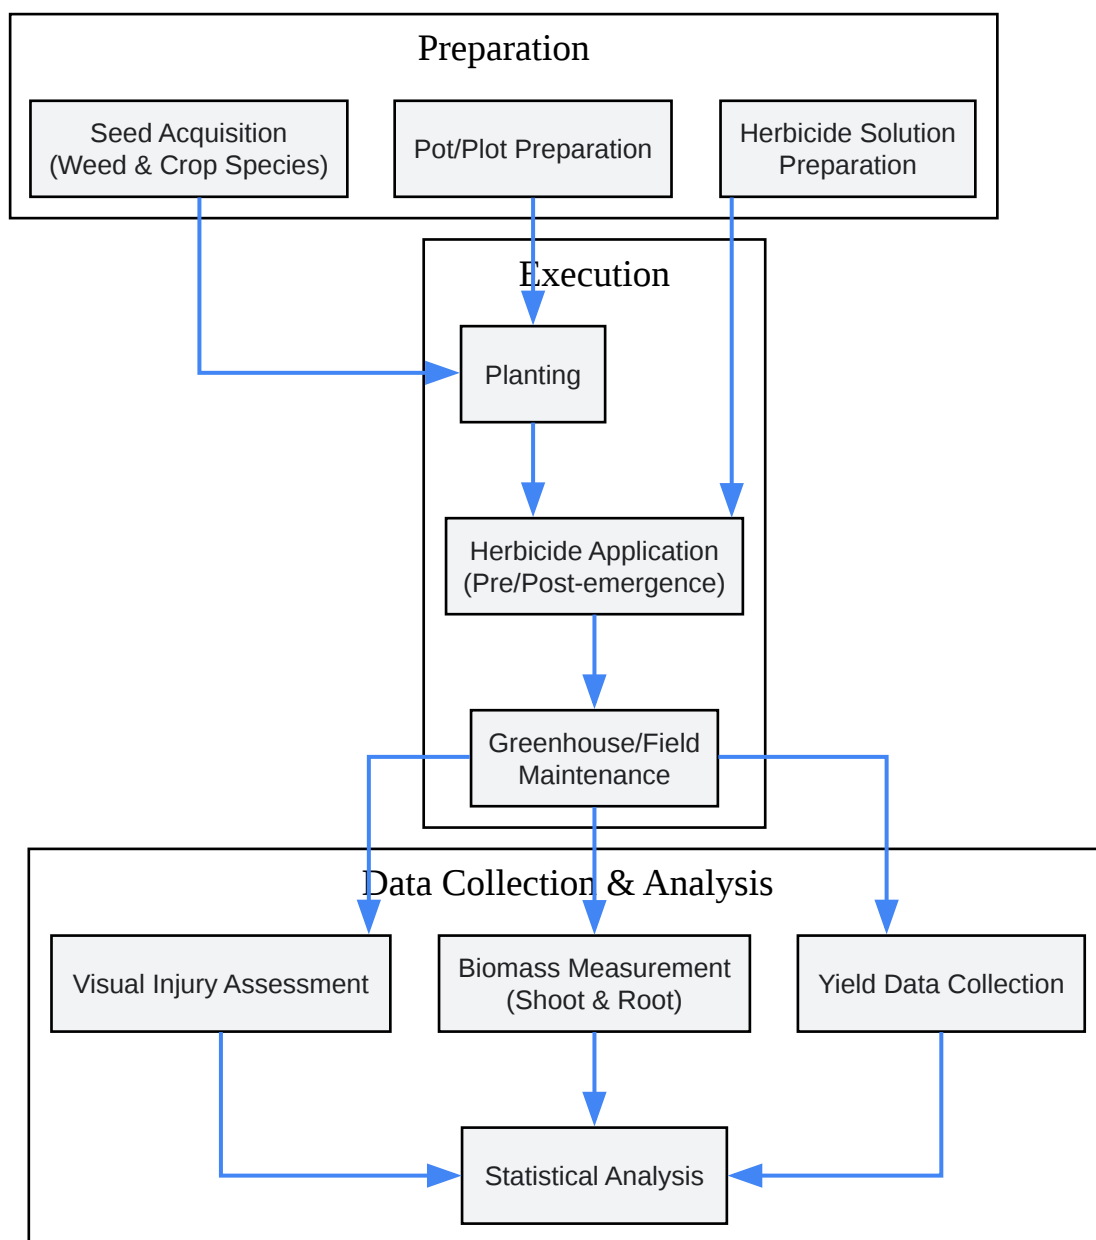 Preparation
Seed Acquisition
(Weed & Crop Species)
Pot/Plot Preparation
Herbicide Solution
Preparation
Execution
Planting
Herbicide Application
(Pre/Post-emergence)
Greenhouse/Field
Maintenance
Data Collection & Analysis
Visual Injury Assessment
Biomass Measurement
(Shoot & Root)
Yield Data Collection
Statistical Analysis